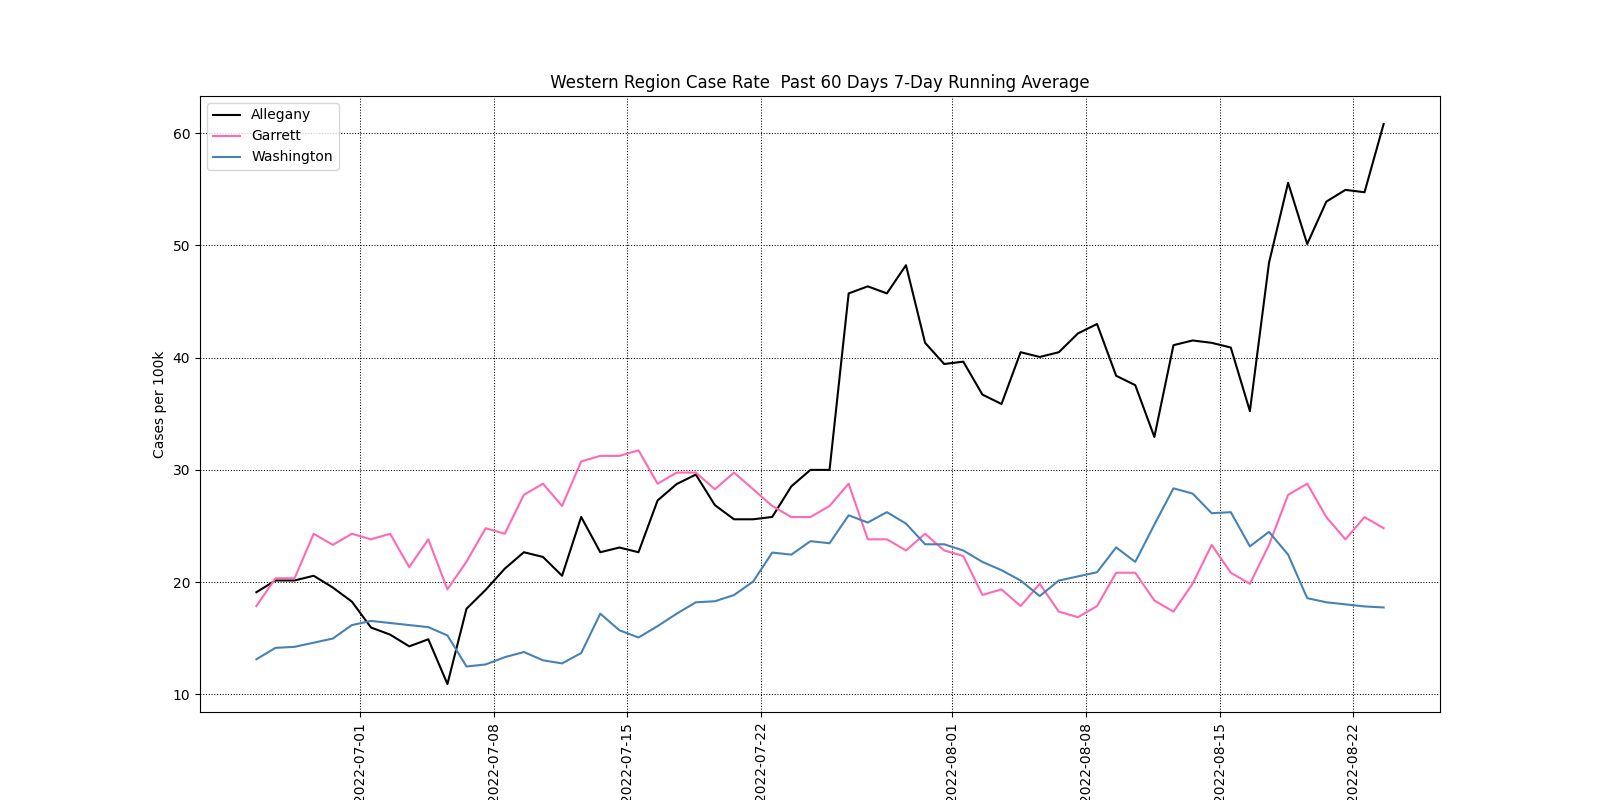 Western Region Case Rate  Past 60 Days 7-Day Running Average
Allegany
Garrett
Washington
Cases per 100k
60
50
40
30
20
10
2022-07-01
2022-07-08
2022-07-15
2022-07-22
2022-08-01
2022-08-08
2022-08-15
2022-08-22